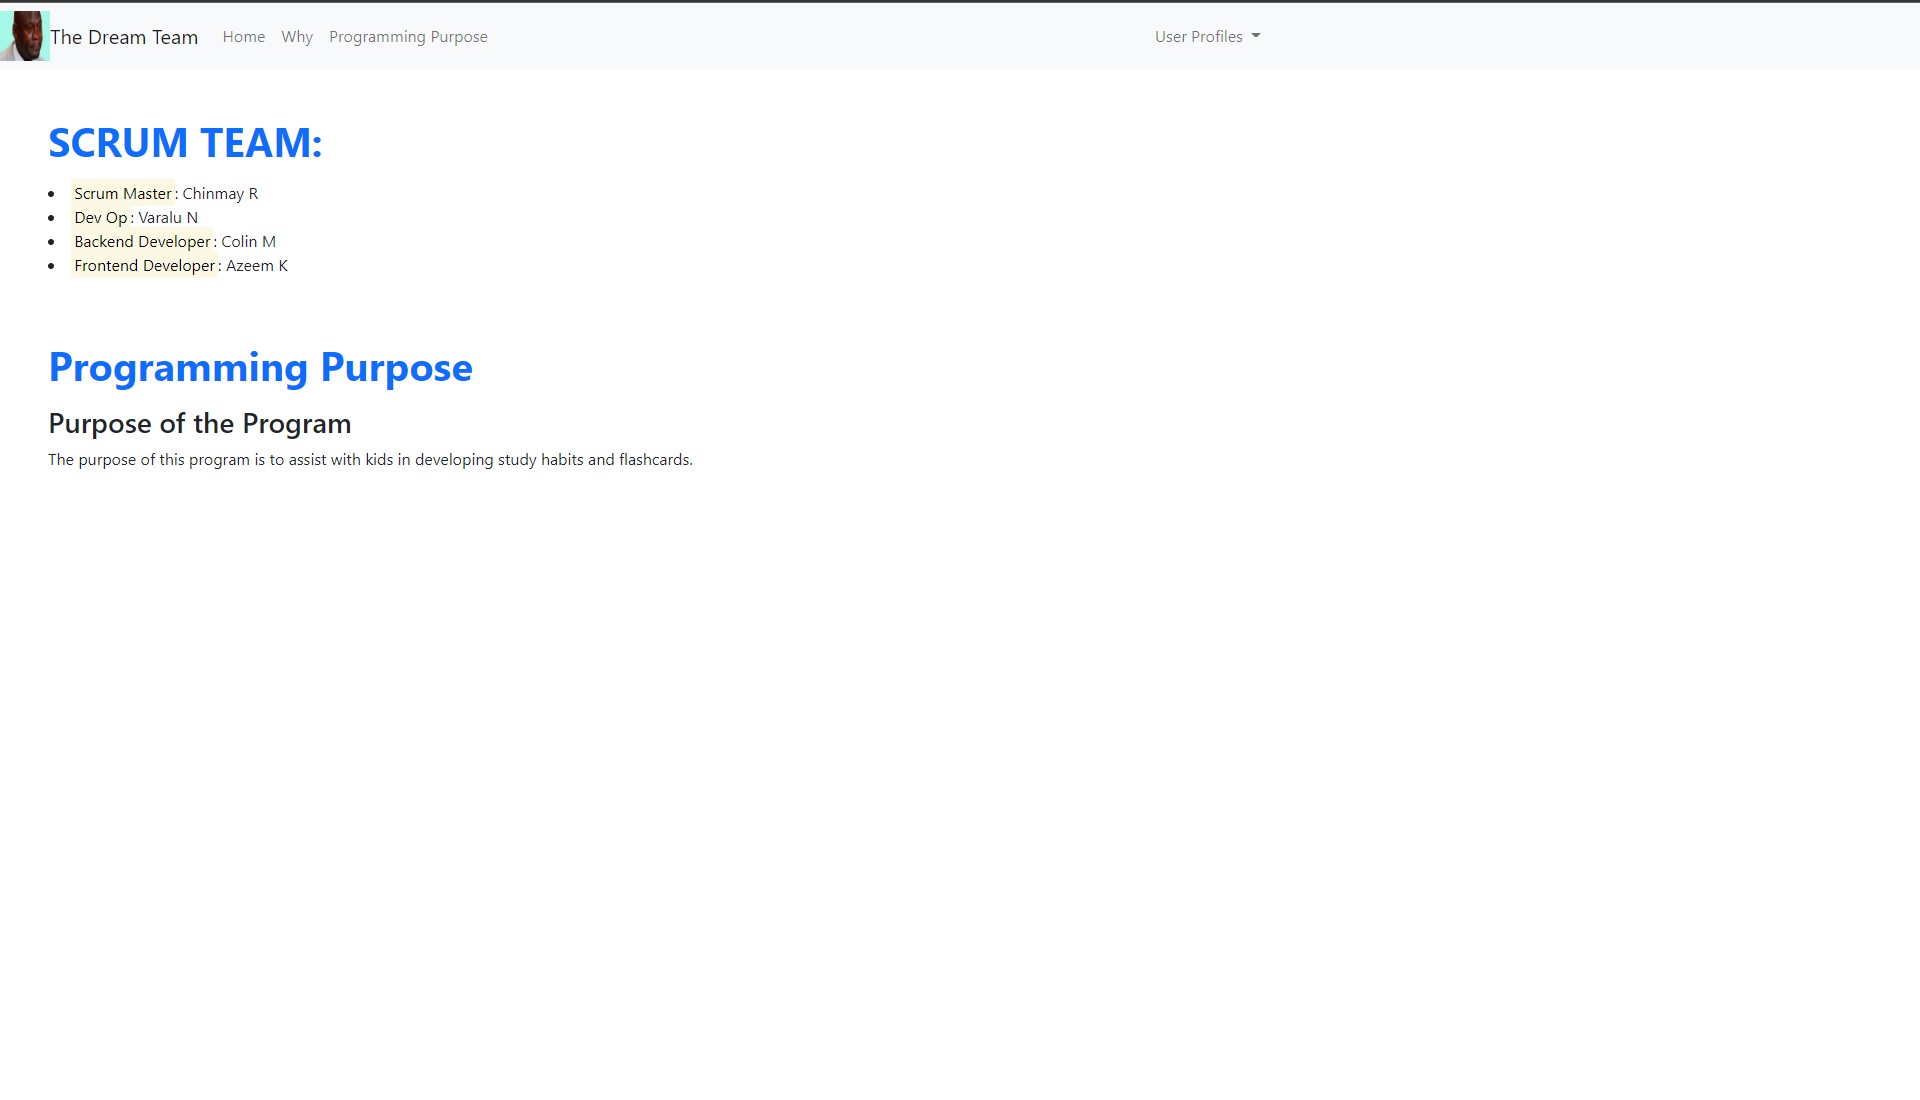 The Dream Team Home Why Programming Purpose User Profiles
SCRUM TEAM:
Scrum Master: Chinmay R
Dev Op: Varalu N
Backend Developer: Colin M
Frontend Developer: Azeem K
Programming Purpose
Purpose of the Program
The purpose of this program is to assist with kids in developing study habits and flashcards.